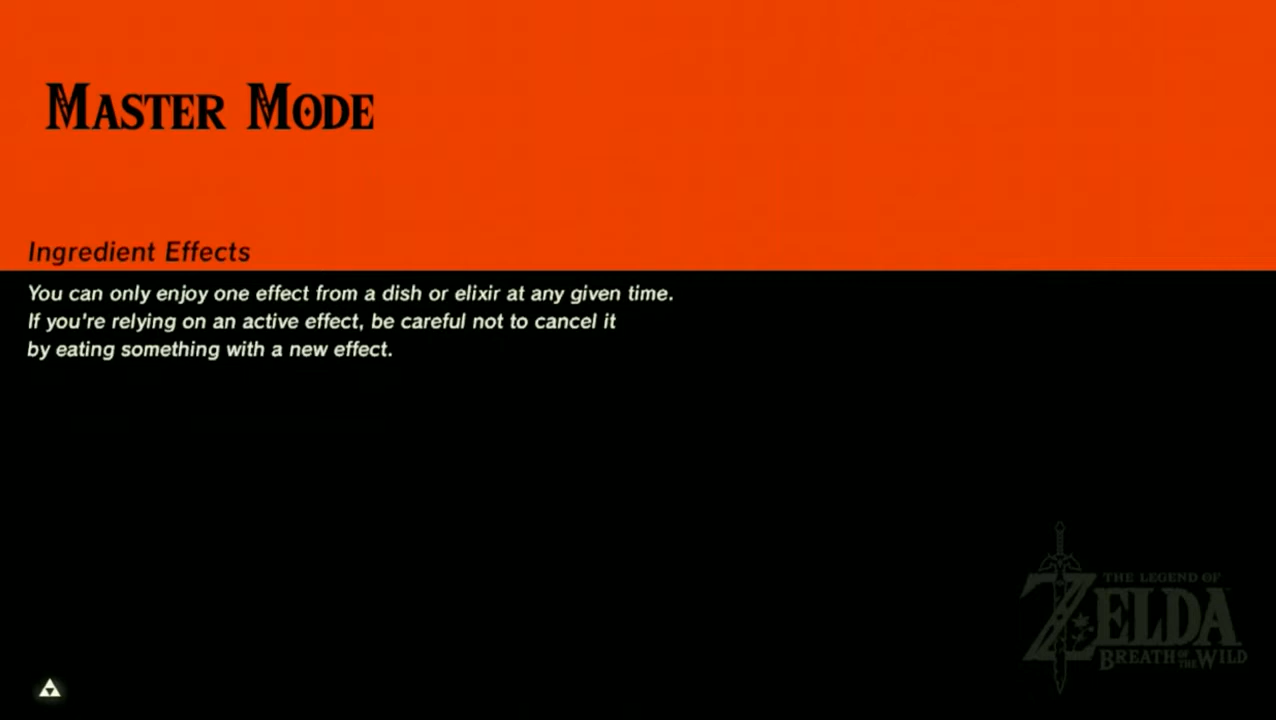 MASTER MODE
Ingredient Effects
You can only enjoy one effect from a dish or elixir at any given time.
If you're relying on an active effect, be careful not to cancel it
by eating something with a new effect.
THE LEGEND OF
ZELDA
BREATH OF THE WILD